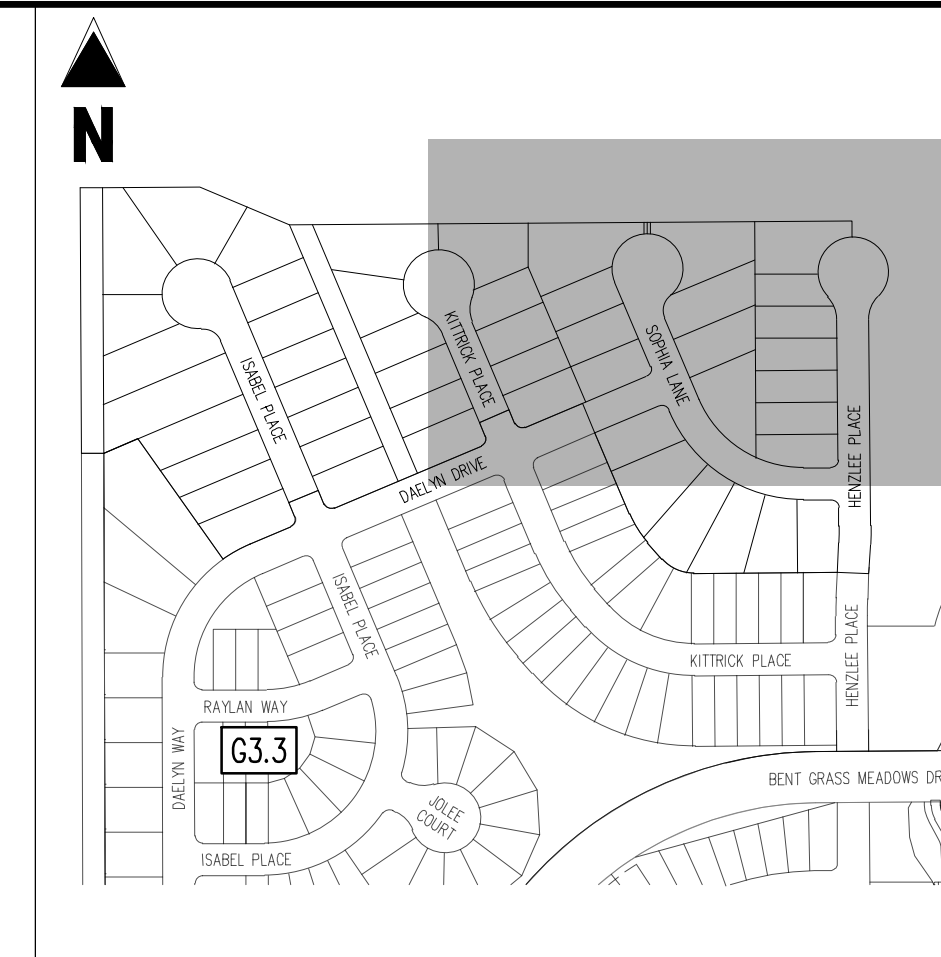 N
KITTRICK PLACE
SOPHIA LANE
ISABEL PLACE
HENZLEE PLACE
DAELYN DRIVE
ISABEL PLACE
HENZLEE PLACE
KITTRICK PLACE
RAYLAN WAY
DAELYN WAY
G3.3
BENT GRASS MEADOWS DR
JOLEE
COURT
ISABEL PLACE